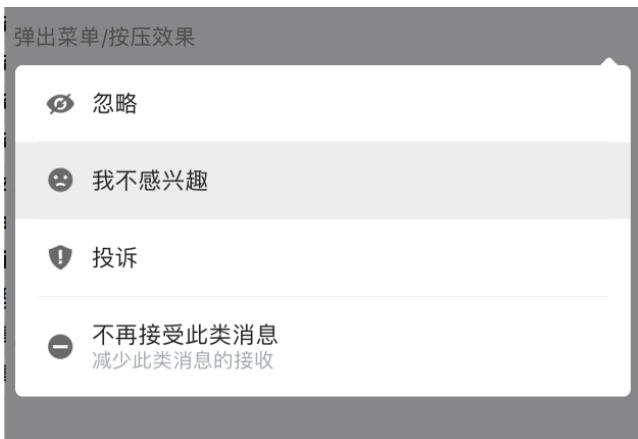 弹出菜单/按压效果
忽略
我不感兴趣
投诉
不再接受此类消息
减少此类消息的接收